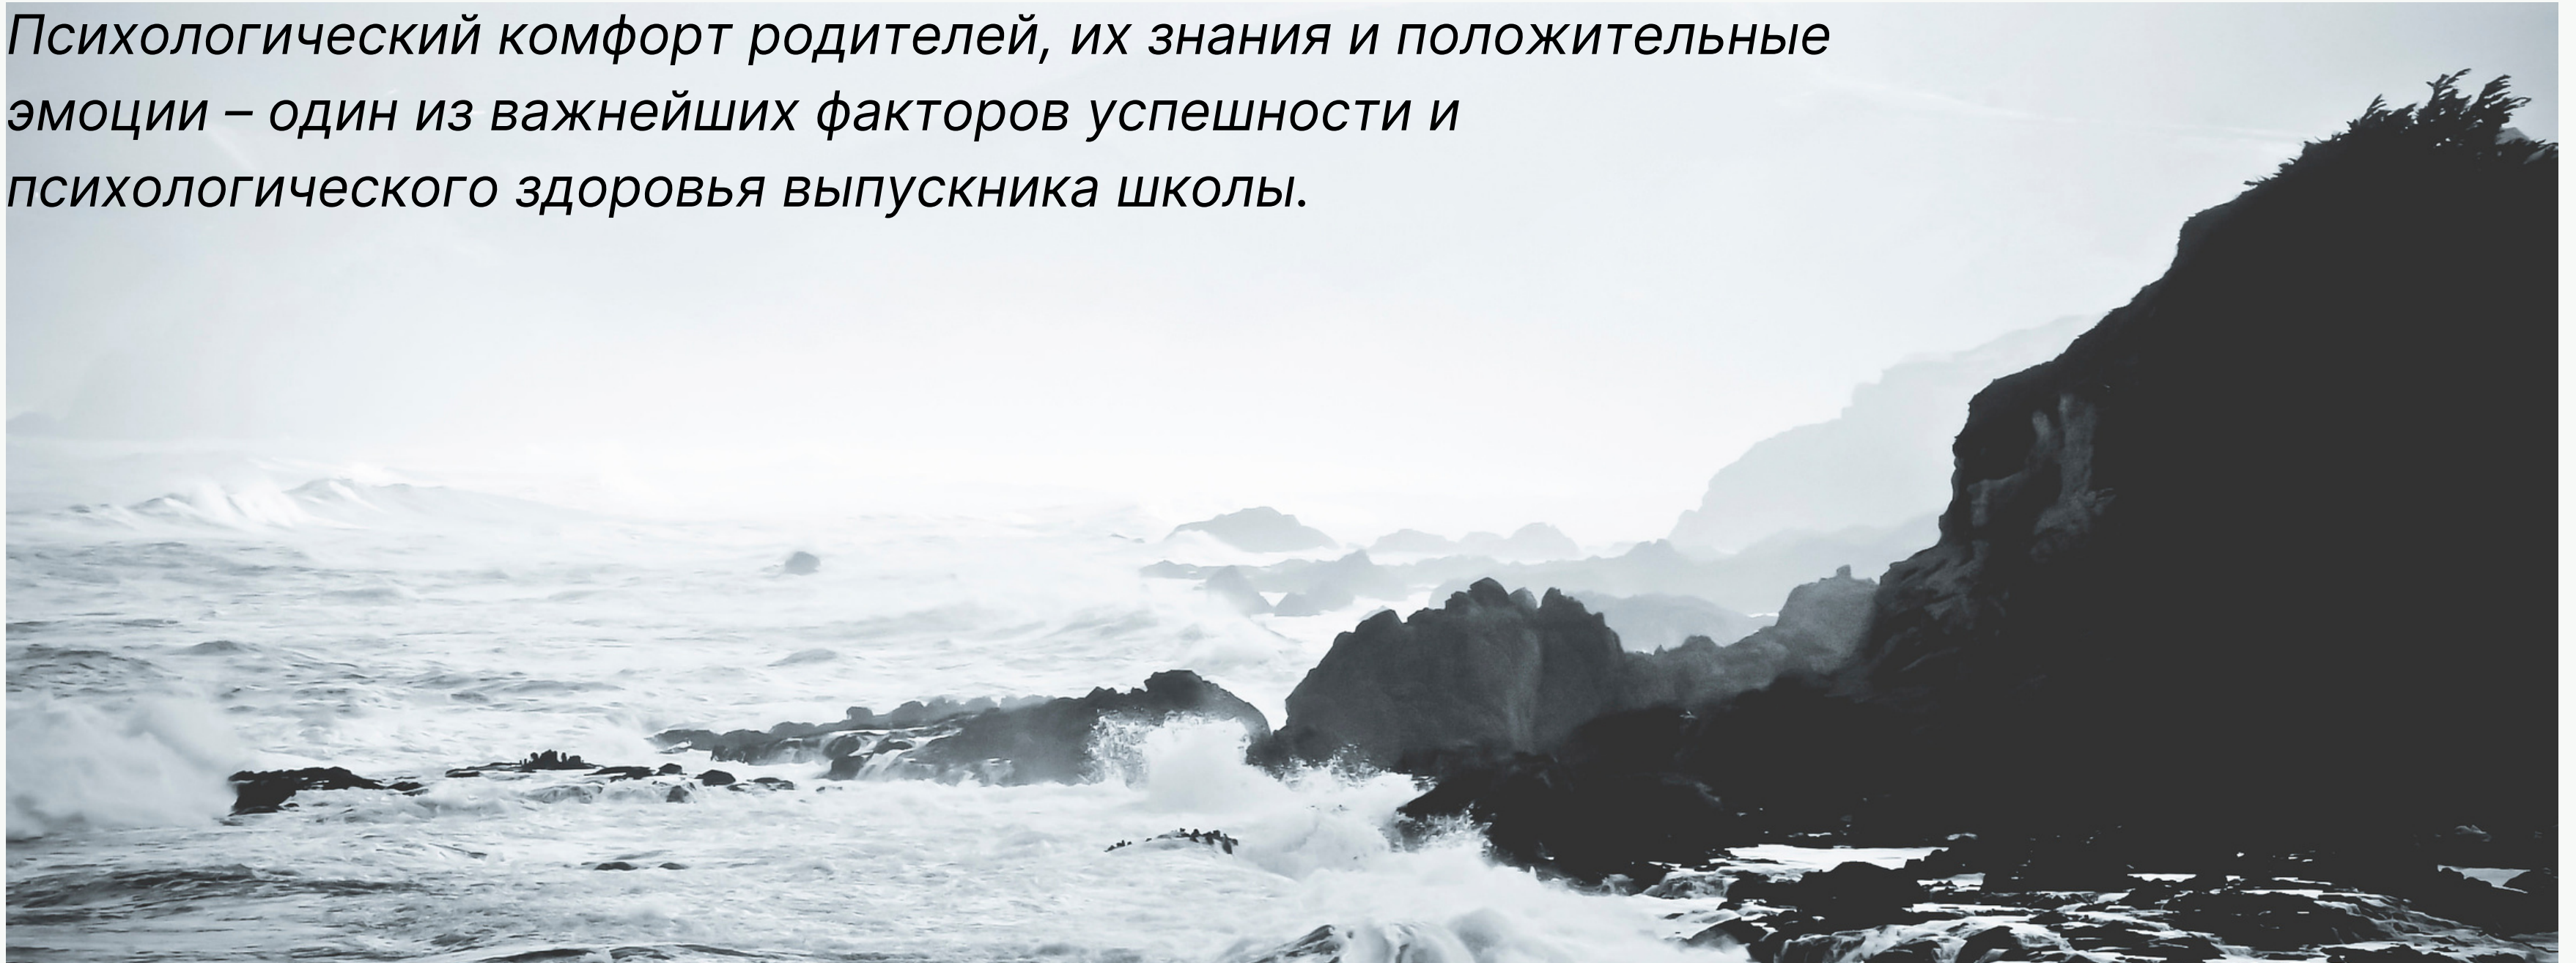 Психологический комфорт родителей, их знания и положительные
эмоции – один из важнейших факторов успешности и
психологического здоровья выпускника школы.